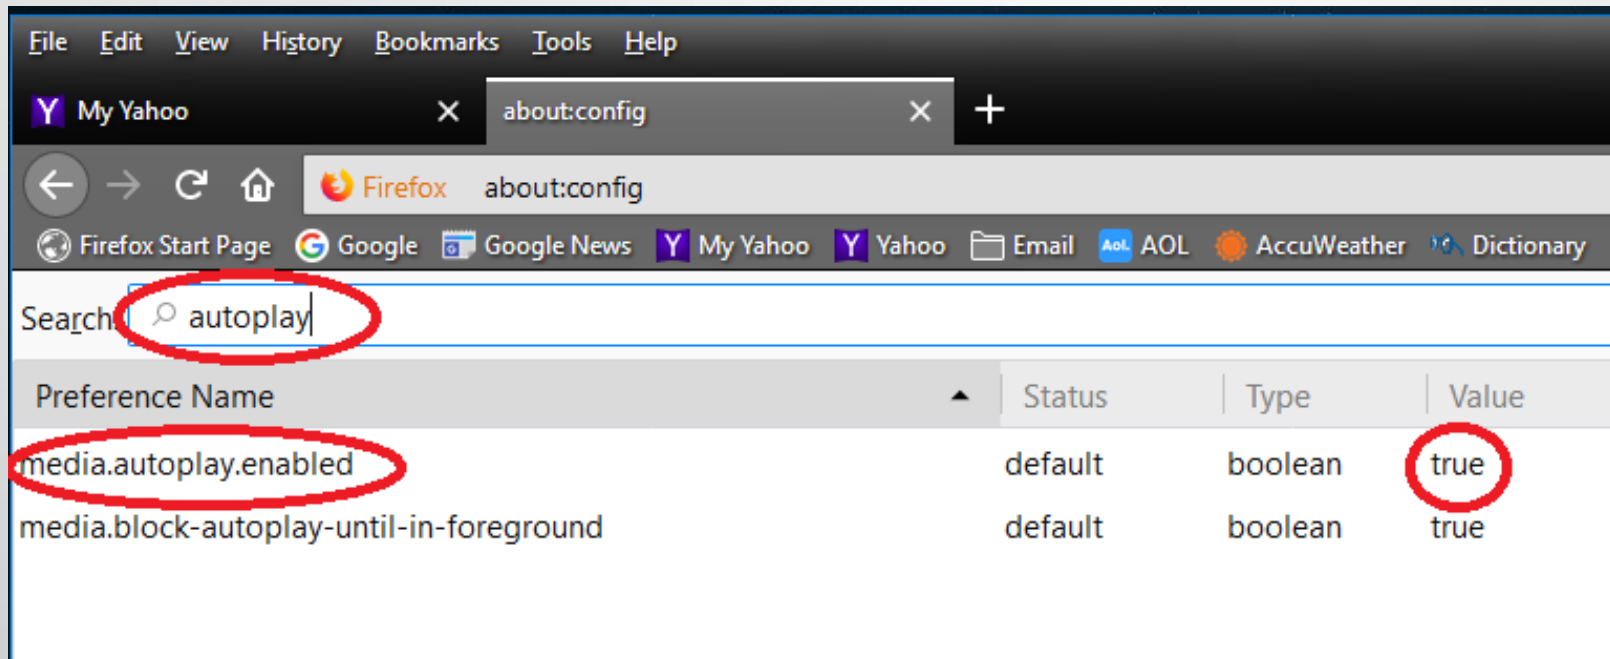 File Edit View History Bookmarks Tools Help
Y My Yahoo about:config
Firefox about:config
Firefox Start Page G Google Google News Y My Yahoo Y Yahoo Email Aol. AOL AccuWeather Dictionary
Search: autoplay
Preference Name Status Type Value
media.autoplay.enabled default boolean true
media.block-autoplay-until-in-foreground default boolean true